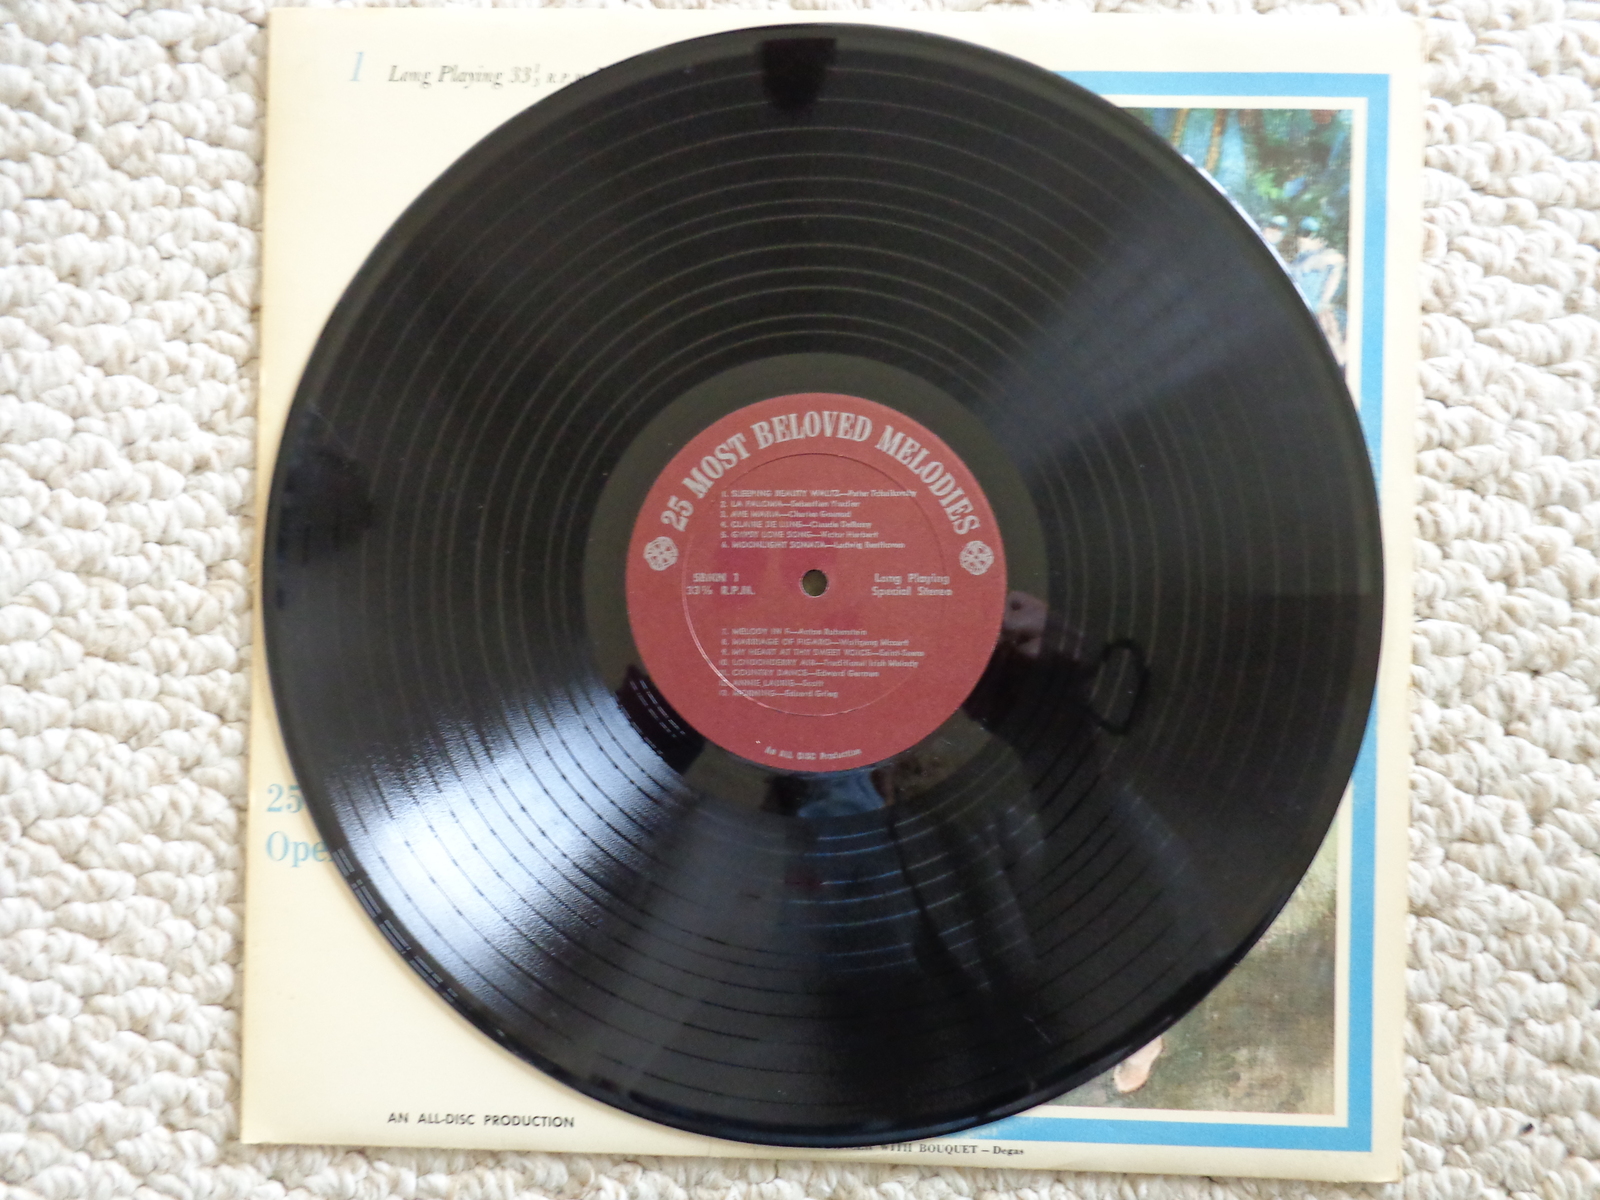 1 Long Playing 33⅓ R.P.M.
25 MOST BELOVED MELODIES
1. SLEEPING BEAUTY WALTZ—Peter Tchaikovsky
2. LA PALOMA—Sebastian Yradier
3. AVE MARIA—Charles Gounod
4. CLAIRE DE LUNE—Claude DeBussy
5. GYPSY LOVE SONG—Victor Herbert
6. MOONLIGHT SONATA—Ludwig Beethoven
33⅓ R.P.M.
Long Playing
Special Stereo
7. MELODY IN F—Anton Rubenstein
8. MARRIAGE OF FIGARO—Wolfgang Mozart
9. MY HEART AT THY SWEET VOICE—Saint-Saens
10. LONDONDERRY AIR—Traditional Irish Melody
11. COUNTRY DANCE—Edward German
12. ANNIE LAURIE—Scott
13. MORNING—Edvard Grieg
An ALL DISC Production
25
Ope
AN ALL-DISC PRODUCTION
WITH BOUQUET — Degas